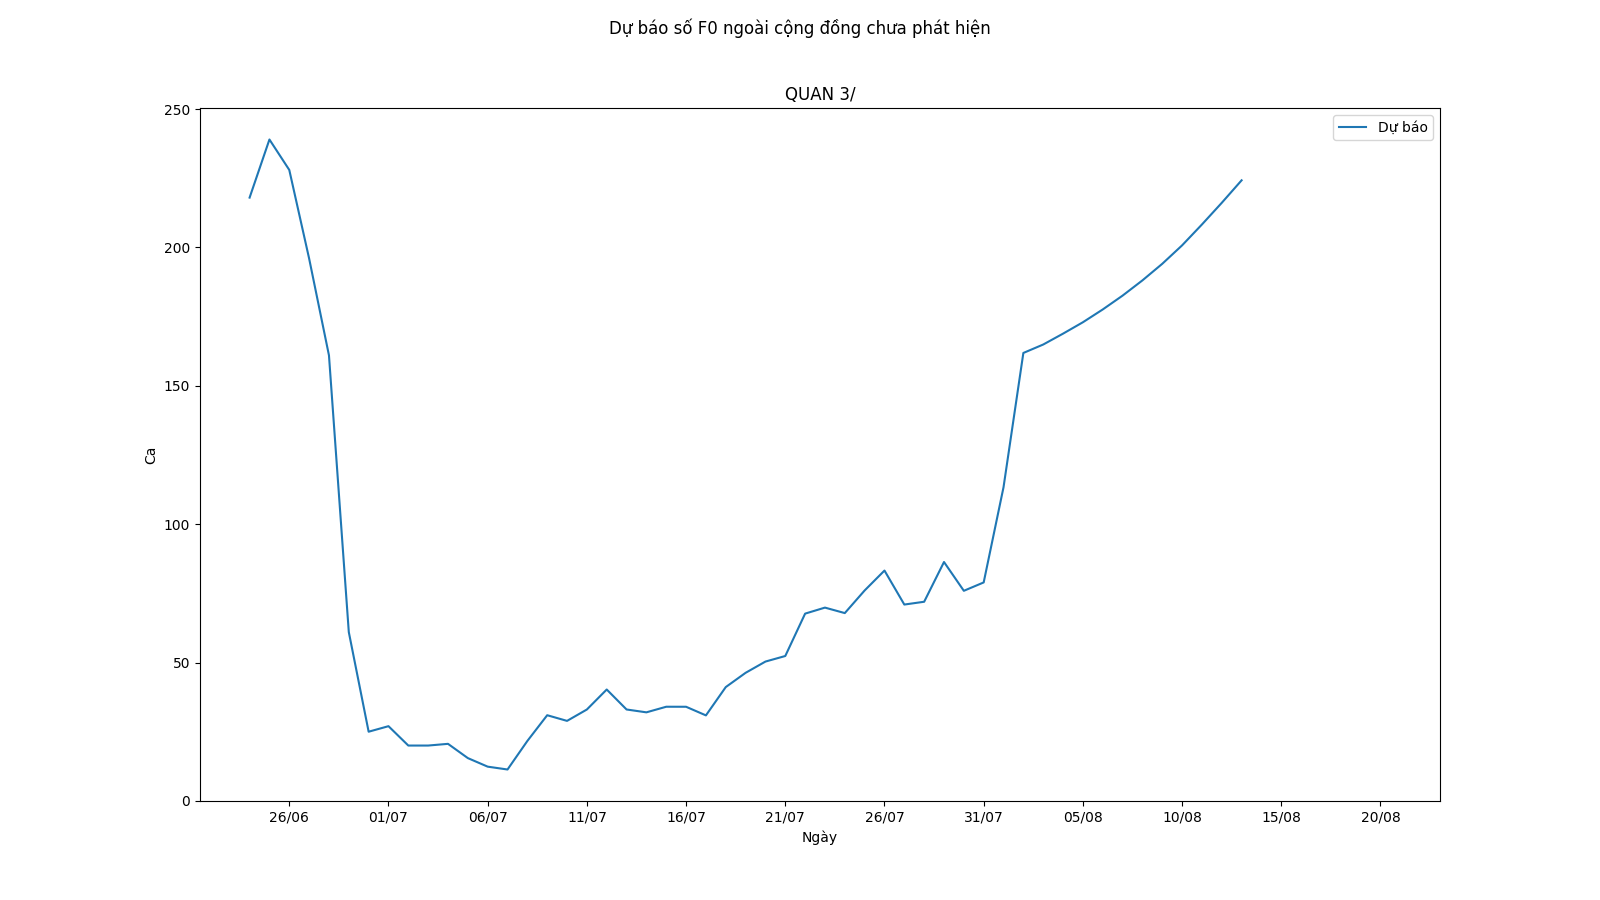 Dự báo số F0 ngoài cộng đồng chưa phát hiện
QUAN 3/
Dự báo
250
200
150
100
50
0
Ca
26/06 01/07 06/07 11/07 16/07 21/07 26/07 31/07 05/08 10/08 15/08 20/08
Ngày